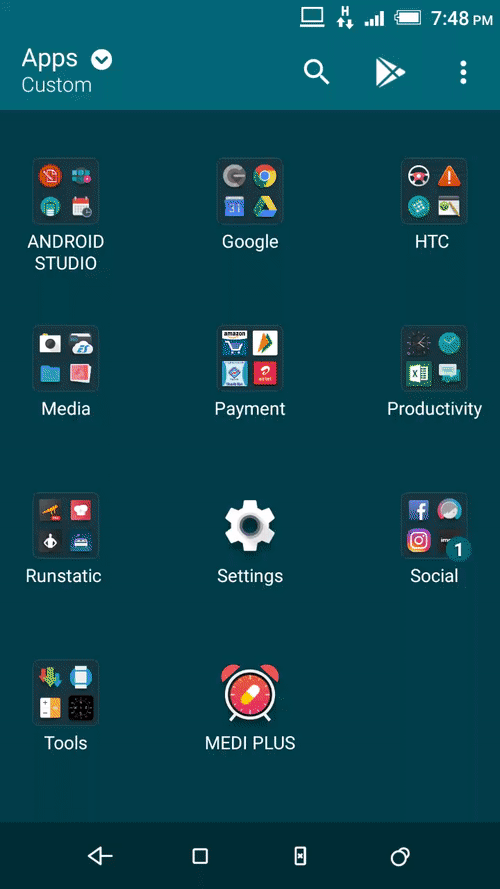 H
7:48 PM
Apps
Custom
ANDROID
STUDIO
Google
HTC
Media
amazon
Payment
Productivity
Runstatic
Settings
1
Social
Tools
MEDI PLUS
31